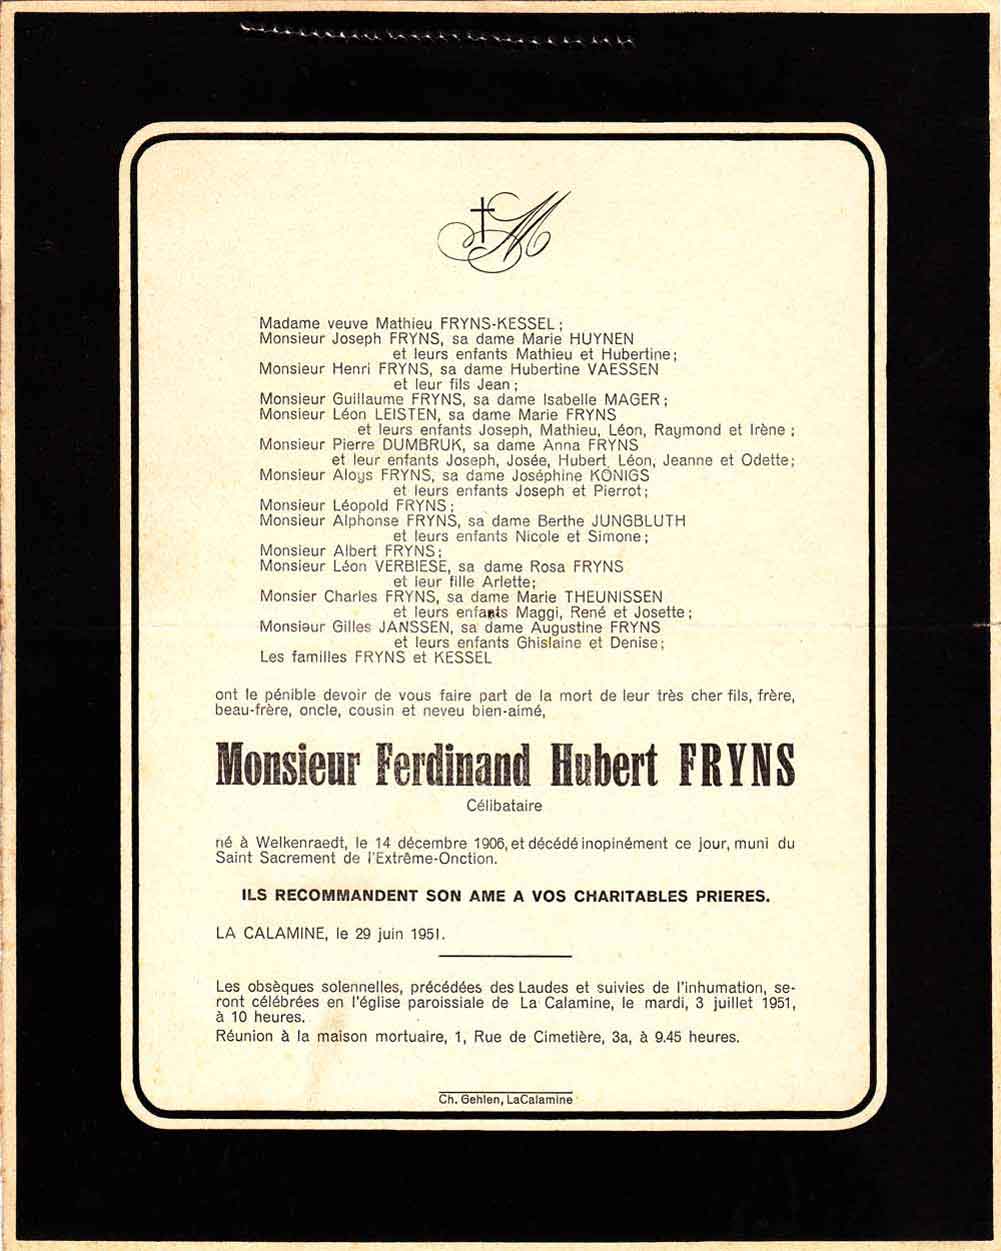 M
Madame veuve Mathieu FRYNS-KESSEL;
Monsieur Joseph FRYNS, sa dame Marie HUYNEN
et leurs enfants Mathieu et Hubertine;
Monsieur Henri FRYNS, sa dame Hubertine VAESSEN
et leur fils Jean;
Monsieur Guillaume FRYNS, sa dame Isabelle MAGER;
Monsieur Léon LEISTEN, sa dame Marie FRYNS
et leurs enfants Joseph, Mathieu, Léon, Raymond et Irène;
Monsieur Pierre DUMBRUK, sa dame Anna FRYNS
et leur enfants Joseph, Josée, Hubert, Léon, Jeanne et Odette;
Monsieur Aloys FRYNS, sa dame Joséphine KÖNIGS
et leurs enfants Joseph et Pierrot;
Monsieur Léopold FRYNS;
Monsieur Alphonse FRYNS, sa dame Berthe JUNGBLUTH
et leurs enfants Nicole et Simone;
Monsieur Albert FRYNS;
Monsieur Léon VERBIESE, sa dame Rosa FRYNS
et leur fille Arlette;
Monsier Charles FRYNS, sa dame Marie THEUNISSEN
et leurs enfants Maggi, René et Josette;
Monsieur Gilles JANSSEN, sa dame Augustine FRYNS
et leurs enfants Ghislaine et Denise;
Les familles FRYNS et KESSEL
ont le pénible devoir de vous faire part de la mort de leur très cher fils, frère,
beau-frère, oncle, cousin et neveu bien-aimé,
Monsieur Ferdinand Hubert FRYNS
Célibataire
né à Welkenraedt, le 14 décembre 1906, et décédé inopinément ce jour, muni du
Saint Sacrement de l'Extrême-Onction.
ILS RECOMMANDENT SON AME A VOS CHARITABLES PRIERES.
LA CALAMINE, le 29 juin 1951.
Les obsèques solennelles, précédées des Laudes et suivies de l'inhumation, se-
ront célébrées en l'église paroissiale de La Calamine, le mardi, 3 juillet 1951,
à 10 heures.
Réunion à la maison mortuaire, 1, Rue de Cimetière, 3a, à 9.45 heures.
Ch. Gehlen, LaCalamine